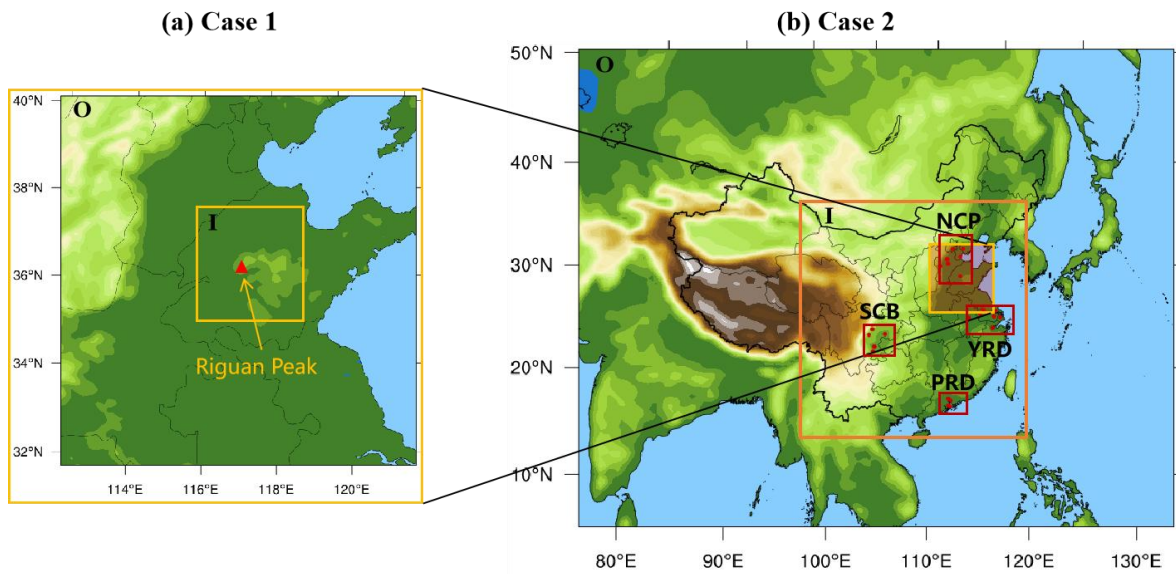 (a) Case 1
(b) Case 2
O
40°N
38°N
36°N
34°N
32°N
I
Riguan Peak
114°E
116°E
118°E
120°E
O
50°N
40°N
30°N
20°N
10°N
I
NCP
SCB
YRD
PRD
80°E
90°E
100°E
110°E
120°E
130°E